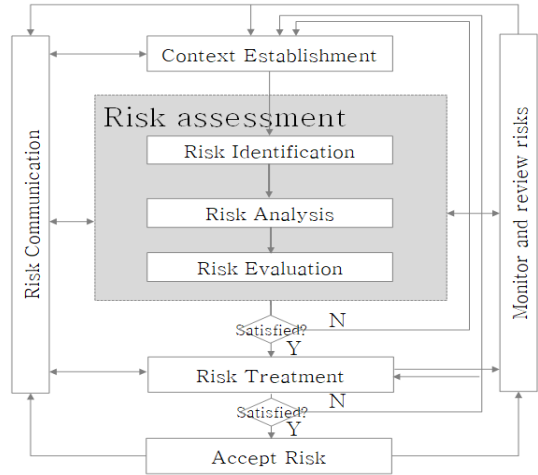 Context Establishment
Risk assessment
Risk Identification
Risk Analysis
Risk Evaluation
Satisfied?
N
Y
Risk Treatment
Satisfied?
N
Y
Accept Risk
Risk Communication
Monitor and review risks